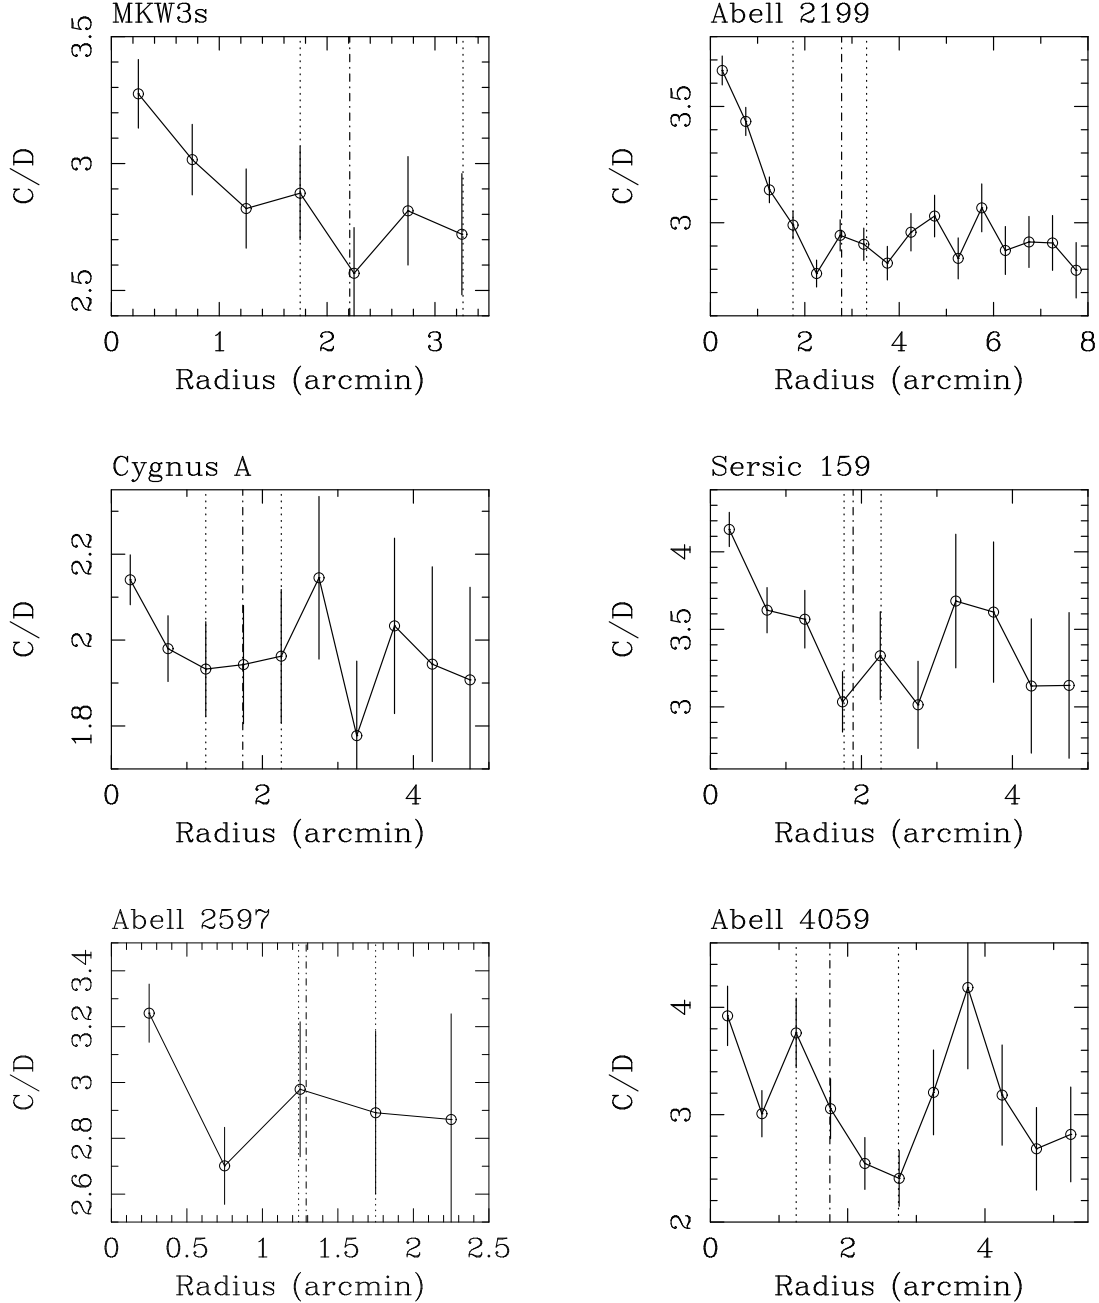 MKW3s
C/D
3.5
3
2.5
0 1 2 3
Radius (arcmin)
Abell 2199
C/D
3.5
3
0 2 4 6 8
Radius (arcmin)
Cygnus A
C/D
2.2
2
1.8
0 2 4
Radius (arcmin)
Sersic 159
C/D
4
3.5
3
0 2 4
Radius (arcmin)
Abell 2597
C/D
3.4
3.2
3
2.8
2.6
0 0.5 1 1.5 2 2.5
Radius (arcmin)
Abell 4059
C/D
4
3
2
0 2 4
Radius (arcmin)